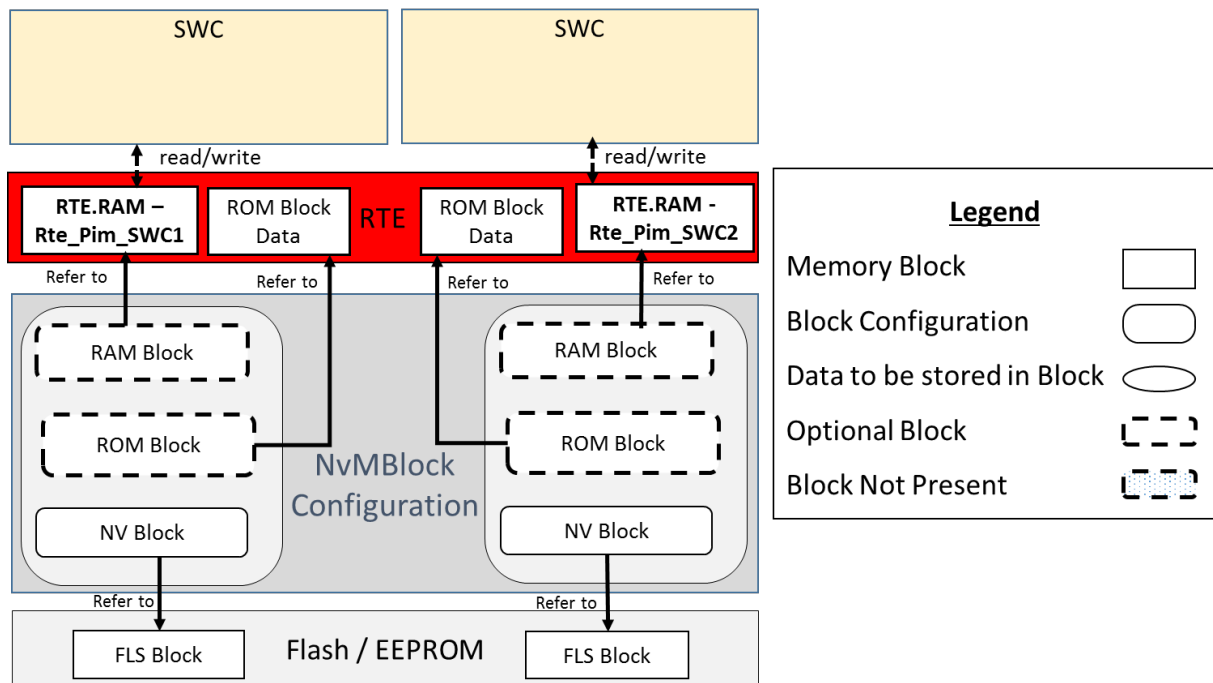 SWC
SWC
read/write
read/write
RTE.RAM –
Rte_Pim_SWC1
ROM Block
Data
RTE
ROM Block
Data
RTE.RAM -
Rte_Pim_SWC2
Refer to
Refer to
Refer to
Refer to
RAM Block
RAM Block
ROM Block
ROM Block
NvMBlock
Configuration
NV Block
NV Block
Refer to
Refer to
FLS Block
Flash / EEPROM
FLS Block
Legend
Memory Block
Block Configuration
Data to be stored in Block
Optional Block
Block Not Present